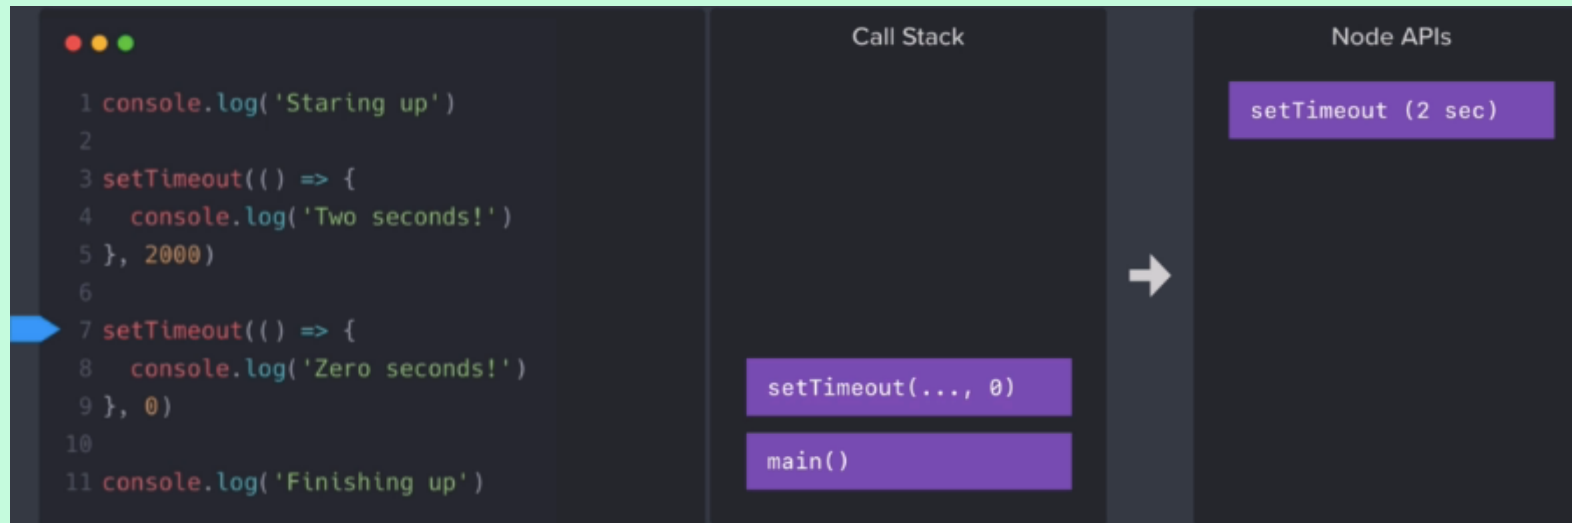 1 console.log('Staring up')
2
3 setTimeout(() => {
4   console.log('Two seconds!')
5 }, 2000)
6
7 setTimeout(() => {
8   console.log('Zero seconds!')
9 }, 0)
10
11 console.log('Finishing up')
Call Stack
setTimeout(..., 0)
main()
Node APIs
setTimeout (2 sec)